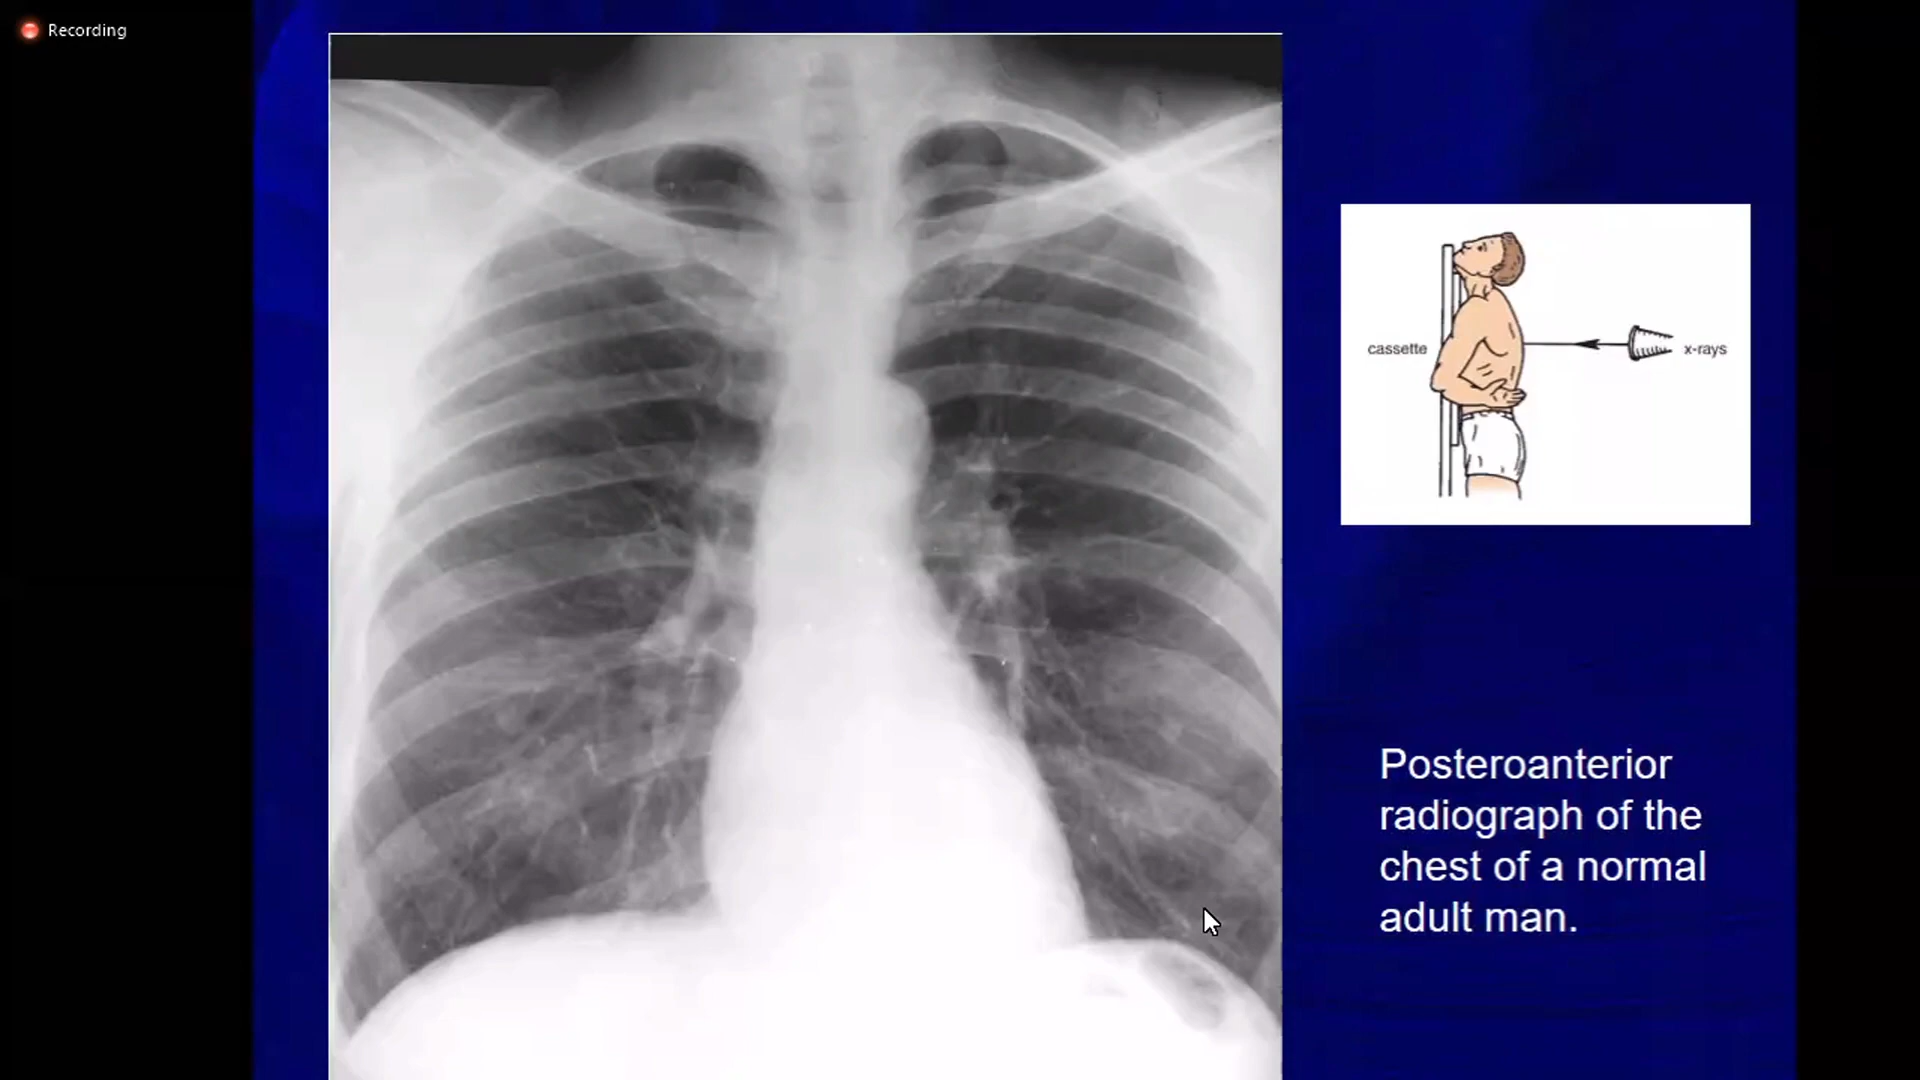 Recording
cassette
x-rays
Posteroanterior
radiograph of the
chest of a normal
adult man.